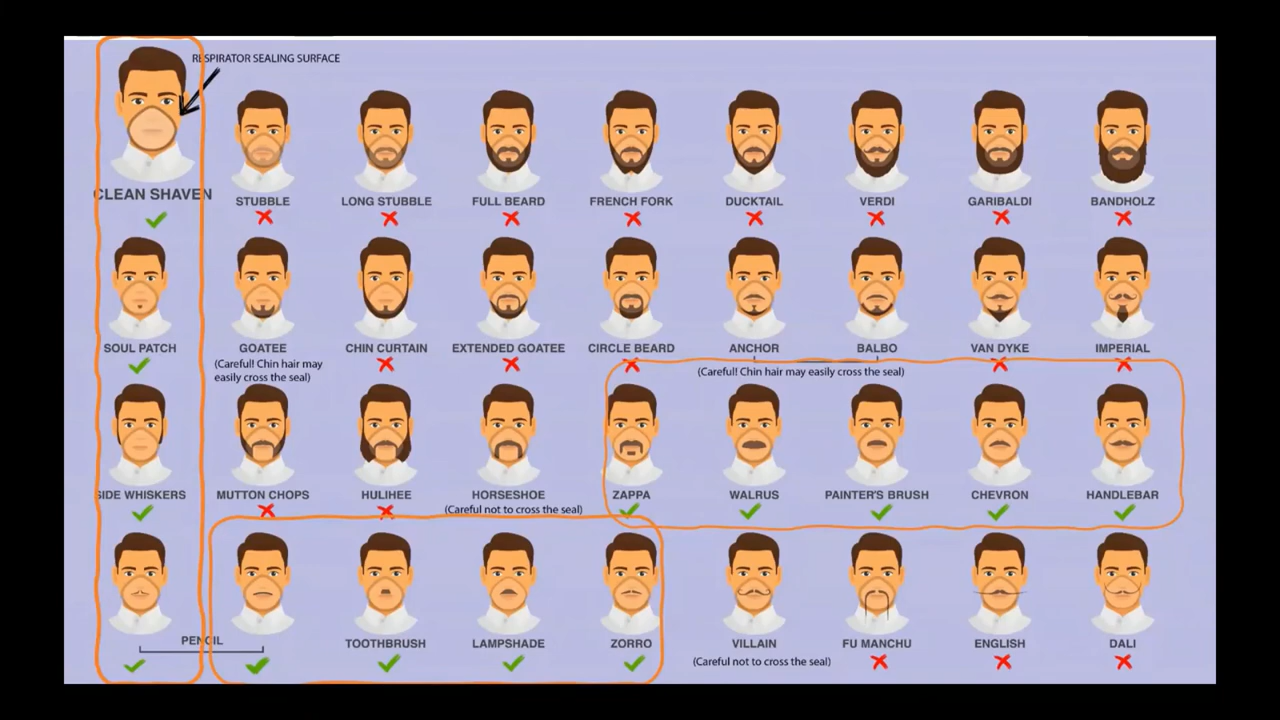 RESPIRATOR SEALING SURFACE
CLEAN SHAVEN
STUBBLE
LONG STUBBLE
FULL BEARD
FRENCH FORK
DUCKTAIL
VERDI
GARIBALDI
BANDHOLZ
SOUL PATCH
GOATEE
CHIN CURTAIN
EXTENDED GOATEE
CIRCLE BEARD
ANCHOR
BALBO
VAN DYKE
IMPERIAL
(Careful! Chin hair may
easily cross the seal)
(Careful! Chin hair may easily cross the seal)
SIDE WHISKERS
MUTTON CHOPS
HULIHEE
HORSESHOE
ZAPPA
WALRUS
PAINTER'S BRUSH
CHEVRON
HANDLEBAR
(Careful not to cross the seal)
PENCIL
TOOTHBRUSH
LAMPSHADE
ZORRO
VILLAIN
FU MANCHU
ENGLISH
DALI
(Careful not to cross the seal)